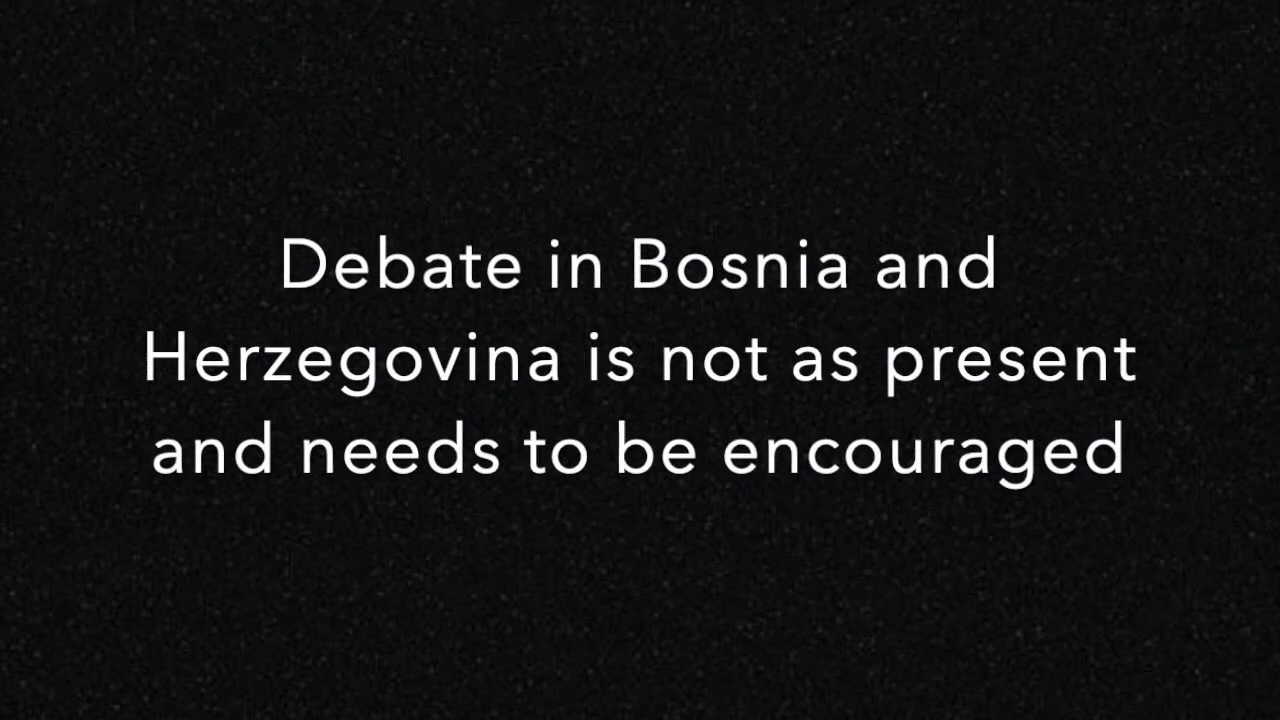 Debate in Bosnia and
Herzegovina is not as present
and needs to be encouraged